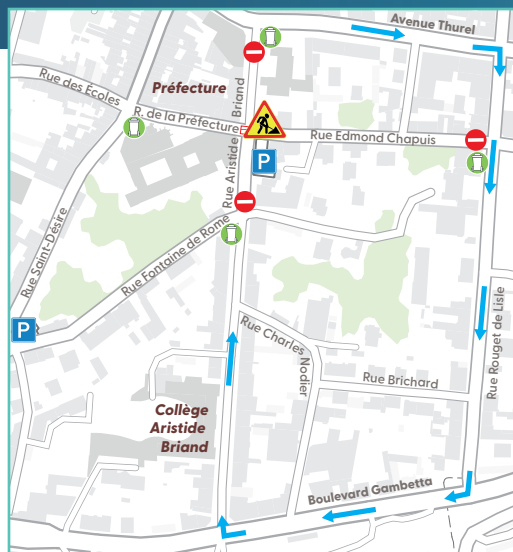 Avenue Thurel
Rue des Écoles
Préfecture
R. de la Préfecture
Rue Aristide Briand
Rue Edmond Chapuis
P
Rue Saint-Désiré
Rue Fontaine de Rome
P
Rue Rouget de Lisle
Rue Charles Nodier
Rue Brichard
Collège
Aristide
Briand
Boulevard Gambetta